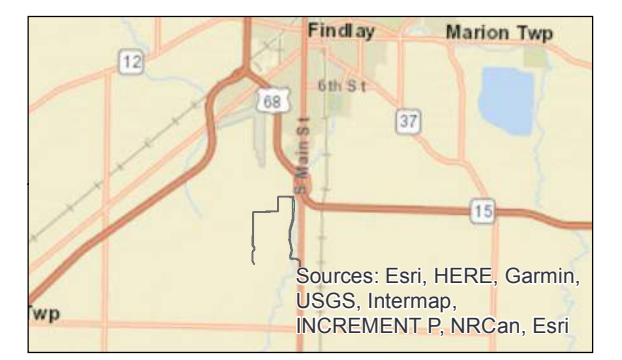 Findlay
Marion Twp
12
6th St
68
37
S Main St
15
Sources: Esri, HERE, Garmin,
USGS, Intermap,
INCREMENT P, NRCan, Esri
Twp